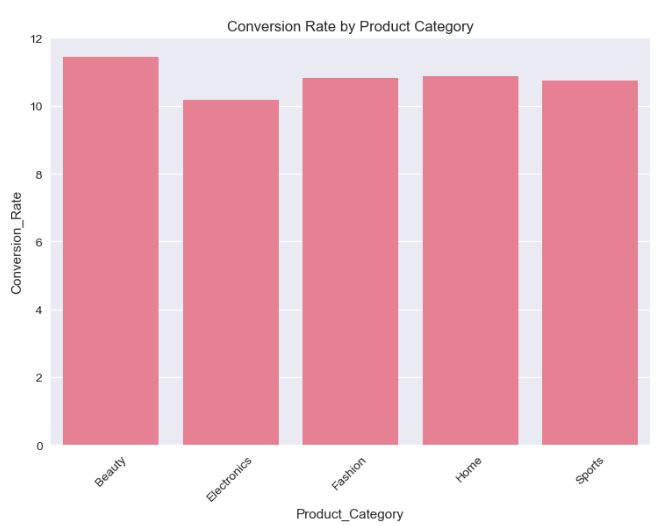 Conversion Rate by Product Category
12
10
8
6
4
2
0
Conversion_Rate
Beauty
Electronics
Fashion
Home
Sports
Product_Category